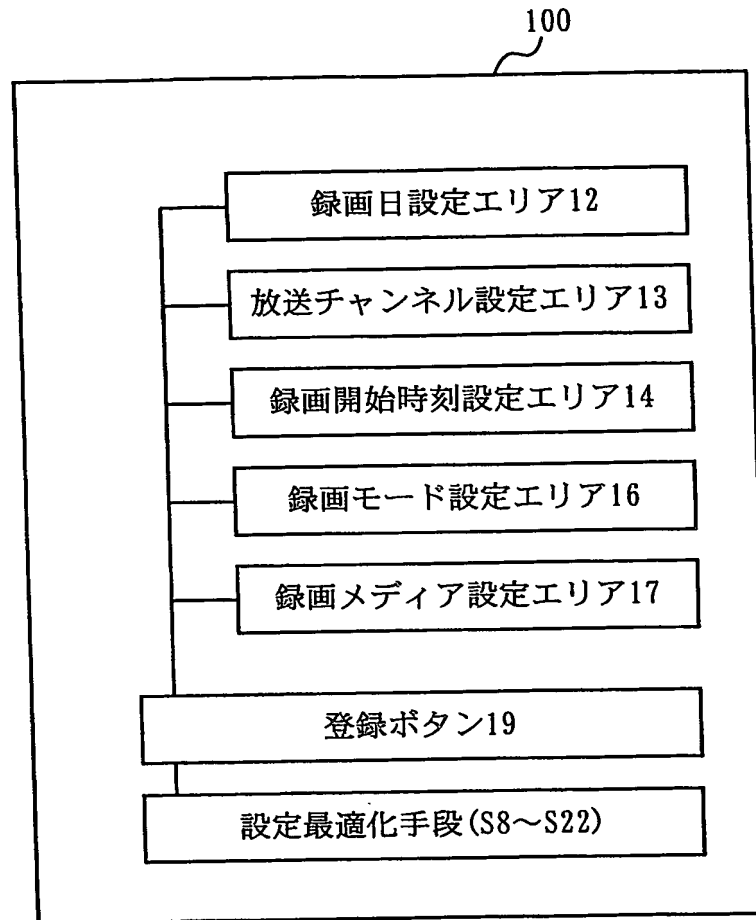 100
録画日設定エリア12
放送チャンネル設定エリア13
録画開始時刻設定エリア14
録画モード設定エリア16
録画メディア設定エリア17
登録ボタン19
設定最適化手段(S8～S22)